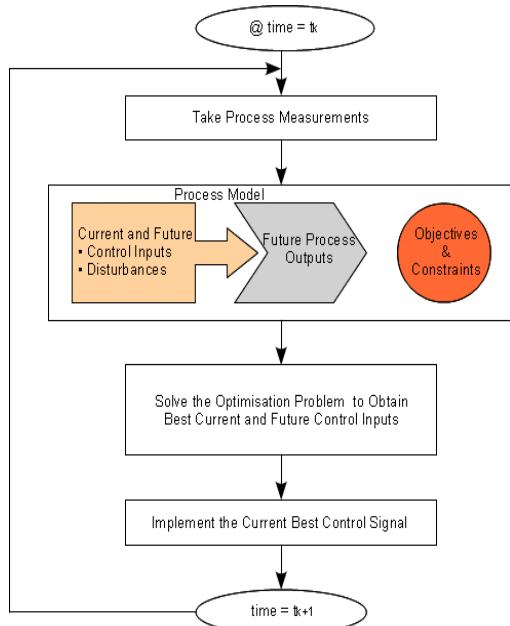 @ time = tk
Take Process Measurements
Process Model
Current and Future
▪ Control Inputs
▪ Disturbances
Future Process
Outputs
Objectives
&
Constraints
Solve the Optimisation Problem to Obtain
Best Current and Future Control Inputs
Implement the Current Best Control Signal
time = tk+1